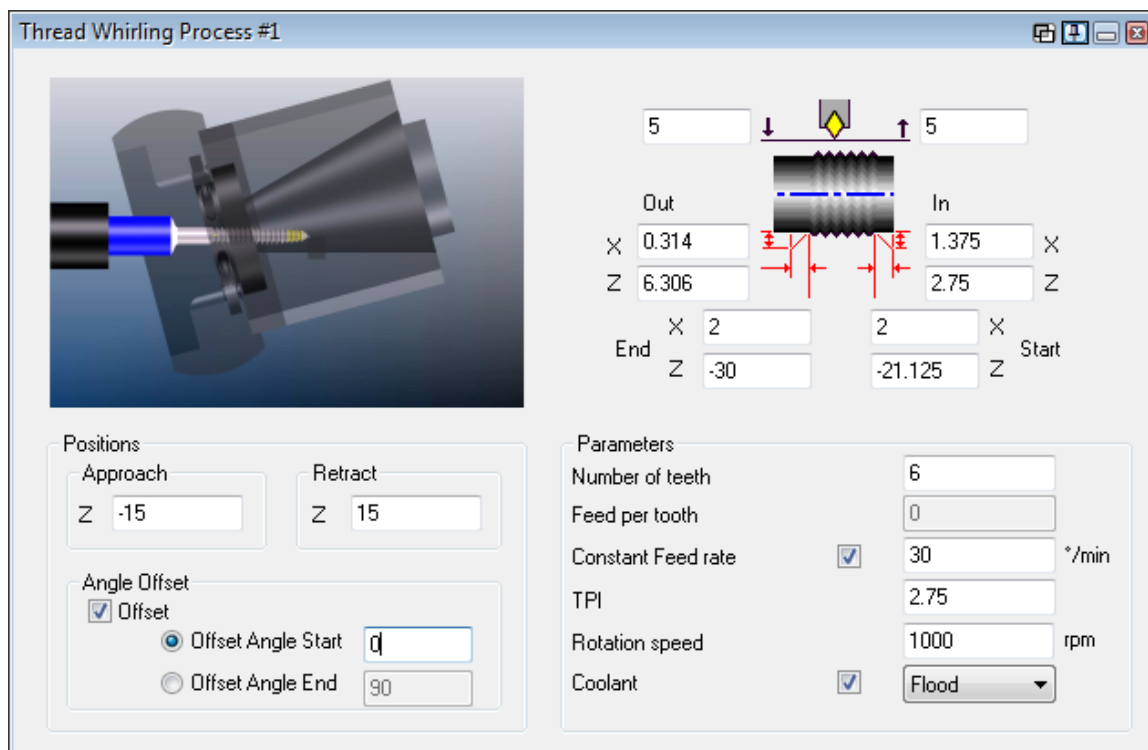 Thread Whirling Process #1
5 5
Out In
X 0.314 1.375 X
Z 6.306 2.75 Z
End X 2 2 X Start
Z -30 -21.125 Z
Positions
Approach Retract
Z -15 Z 15
Angle Offset
Offset
Offset Angle Start 0
Offset Angle End 90
Parameters
Number of teeth 6
Feed per tooth 0
Constant Feed rate 30 °/min
TPI 2.75
Rotation speed 1000 rpm
Coolant Flood